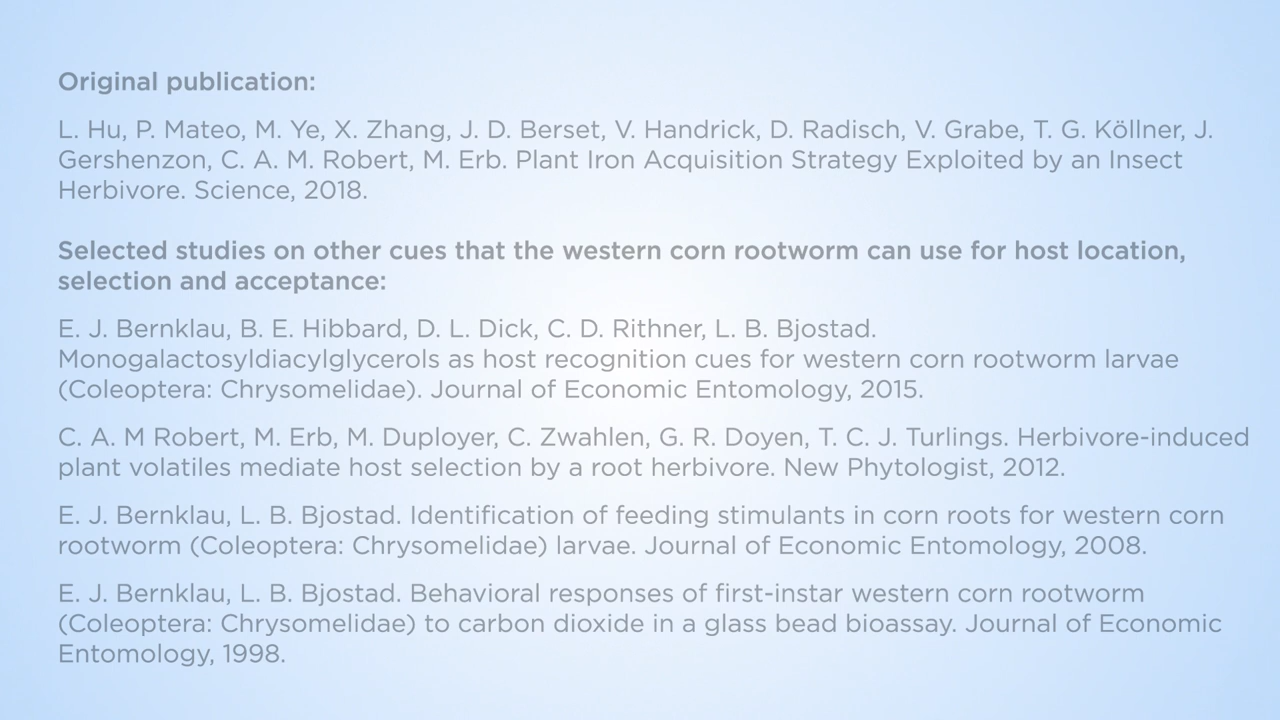 Original publication:
L. Hu, P. Mateo, M. Ye, X. Zhang, J. D. Berset, V. Handrick, D. Radisch, V. Grabe, T. G. Köllner, J.
Gershenzon, C. A. M. Robert, M. Erb. Plant Iron Acquisition Strategy Exploited by an Insect
Herbivore. Science, 2018.
Selected studies on other cues that the western corn rootworm can use for host location,
selection and acceptance:
E. J. Bernklau, B. E. Hibbard, D. L. Dick, C. D. Rithner, L. B. Bjostad.
Monogalactosyldiacylglycerols as host recognition cues for western corn rootworm larvae
(Coleoptera: Chrysomelidae). Journal of Economic Entomology, 2015.
C. A. M Robert, M. Erb, M. Duployer, C. Zwahlen, G. R. Doyen, T. C. J. Turlings. Herbivore-induced
plant volatiles mediate host selection by a root herbivore. New Phytologist, 2012.
E. J. Bernklau, L. B. Bjostad. Identification of feeding stimulants in corn roots for western corn
rootworm (Coleoptera: Chrysomelidae) larvae. Journal of Economic Entomology, 2008.
E. J. Bernklau, L. B. Bjostad. Behavioral responses of first-instar western corn rootworm
(Coleoptera: Chrysomelidae) to carbon dioxide in a glass bead bioassay. Journal of Economic
Entomology, 1998.